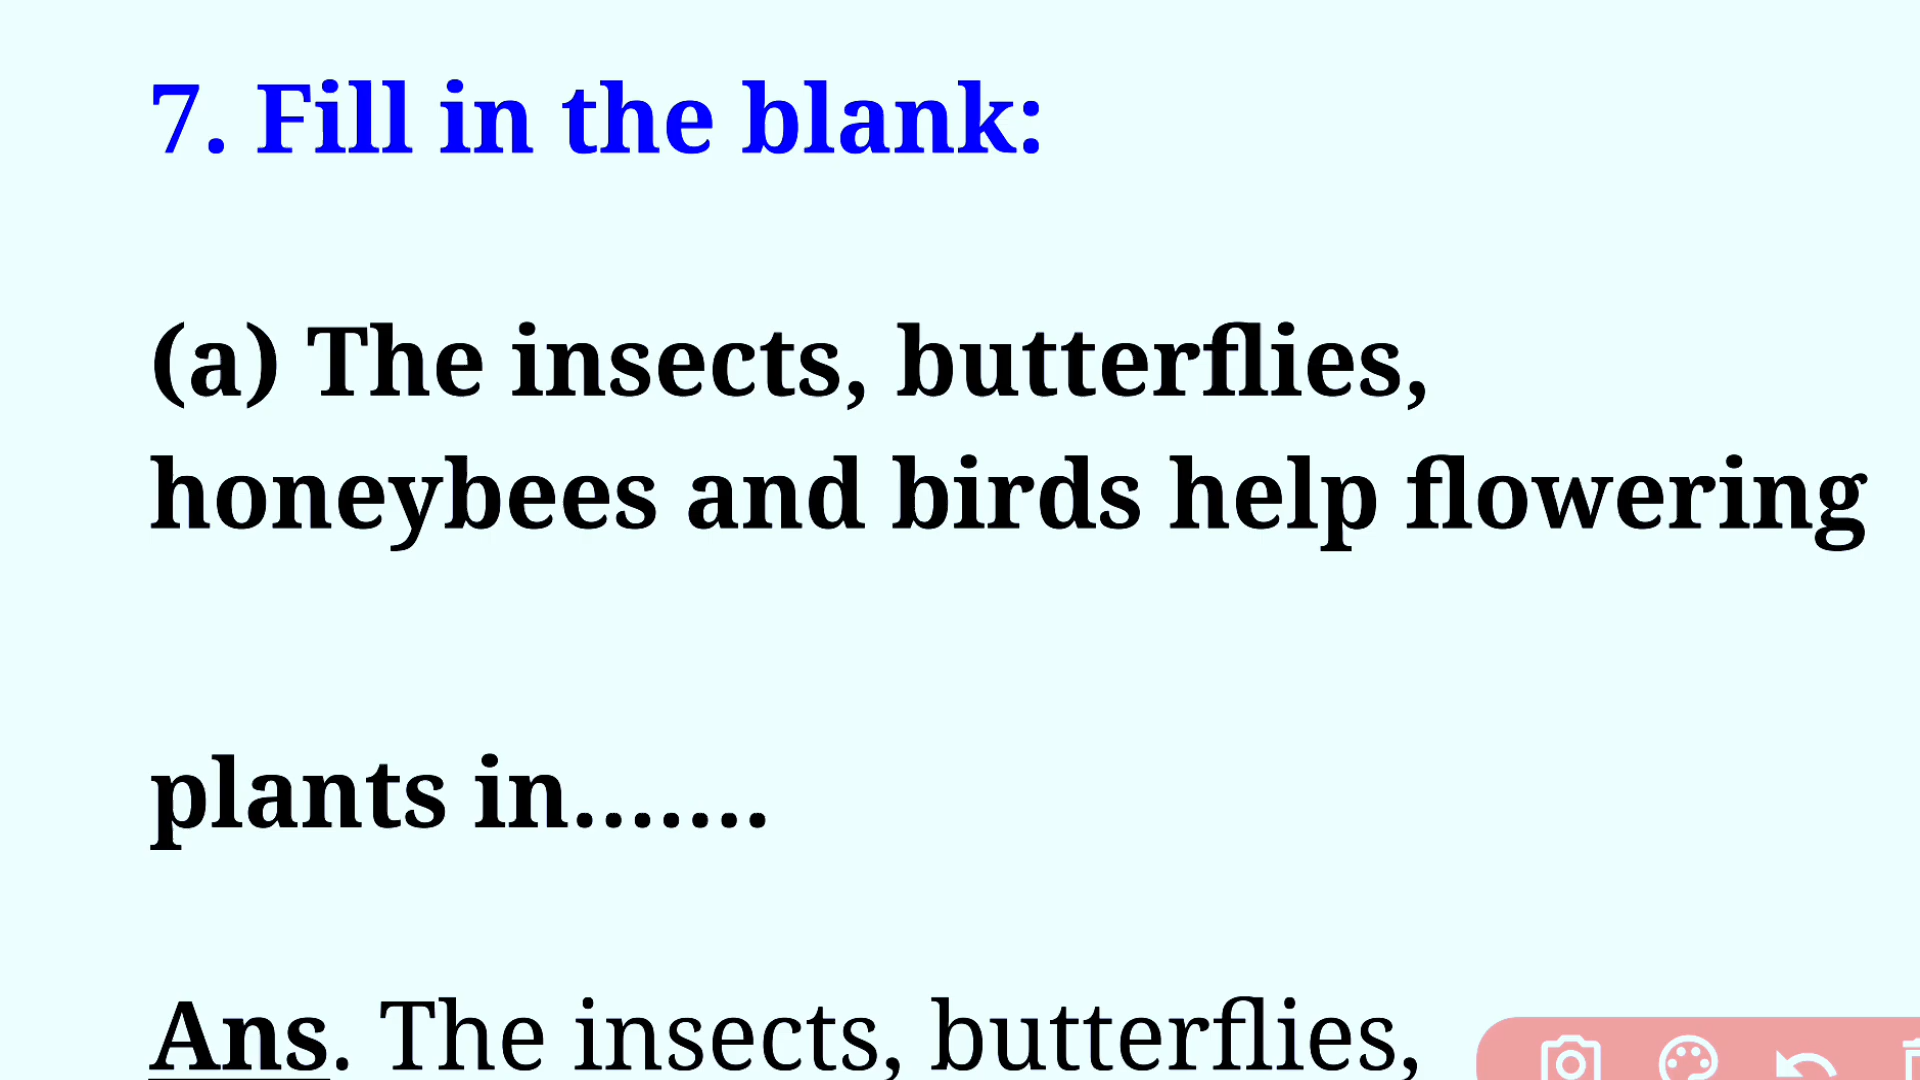 7. Fill in the blank:
(a) The insects, butterflies,
honeybees and birds help flowering
plants in.......
Ans. The insects, butterflies,